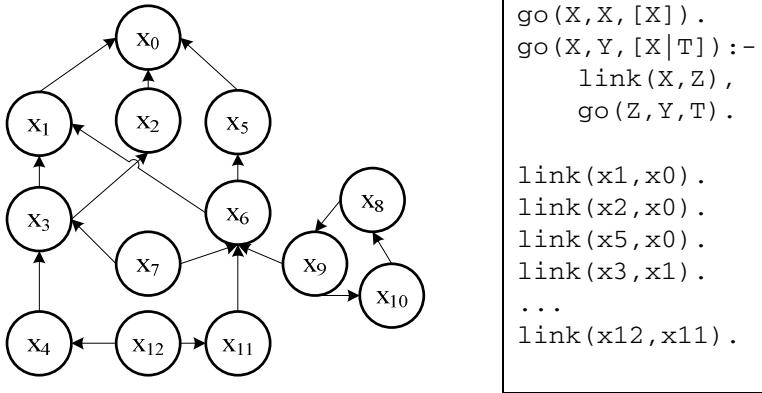 x0
x1
x2
x5
x3
x6
x8
x7
x9
x10
x4
x12
x11
go(X,X,[X]).
go(X,Y,[X|T]):-
link(X,Z),
go(Z,Y,T).
link(x1,x0).
link(x2,x0).
link(x5,x0).
link(x3,x1).
...
link(x12,x11).